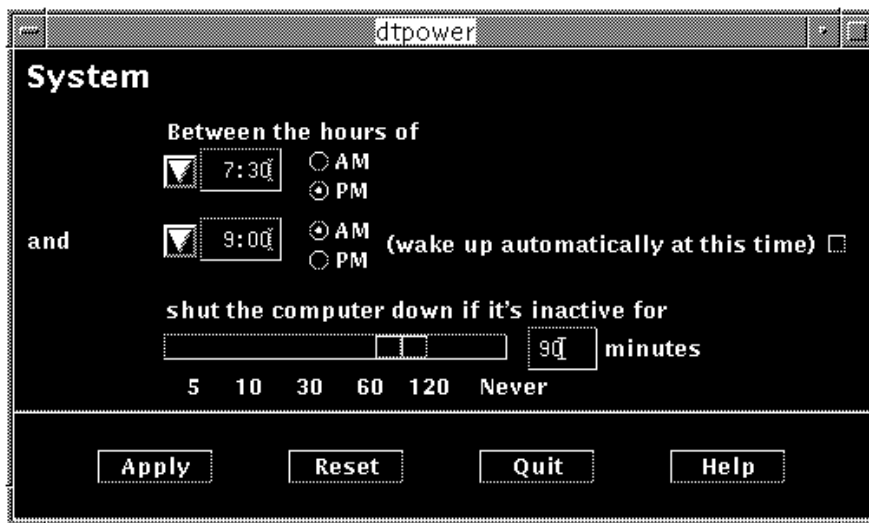 dtpower
System
Between the hours of
7:30 AM
PM
and 9:00 AM (wake up automatically at this time)
PM
shut the computer down if it's inactive for
90 minutes
5 10 30 60 120 Never
Apply Reset Quit Help